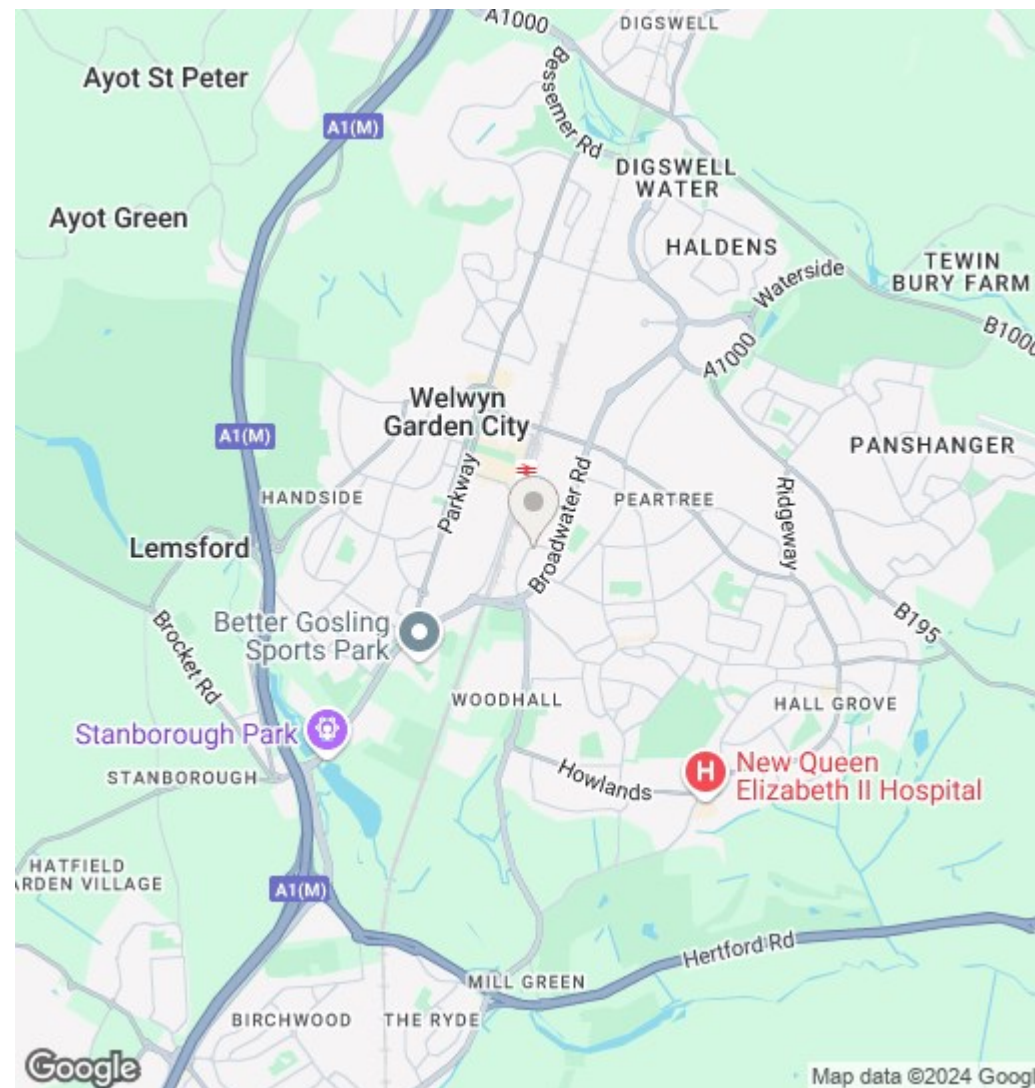 A1000
DIGSWELL
Ayot St Peter
Bessemer Rd
A1(M)
DIGSWELL
WATER
Ayot Green
HALDENS
TEWIN
BURY FARM
Waterside
B1000
A1000
Welwyn
Garden City
A1(M)
PANSHANGER
HANDSIDE
Parkway
Broadwater Rd
PEARTREE
Ridgeway
Lemsford
Better Gosling
Sports Park
B195
Brocket Rd
WOODHALL
HALL GROVE
Stanborough Park
STANBOROUGH
Howlands
H
New Queen
Elizabeth II Hospital
HATFIELD
ARDEN VILLAGE
A1(M)
Hertford Rd
MILL GREEN
BIRCHWOOD
THE RYDE
Google
Map data ©2024 Google